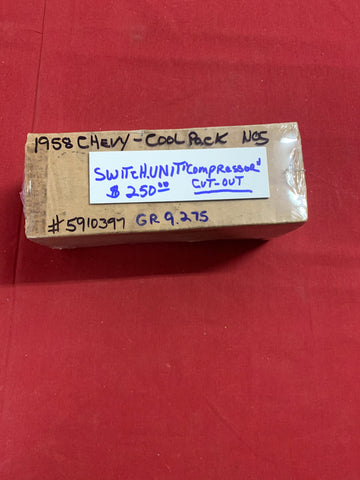 1958 CHEVY - COOL PACK NOS
SWITCH.UNIT "COMPRESSOR"
$250.00 CUT-OUT
#5910397 GR 9.275